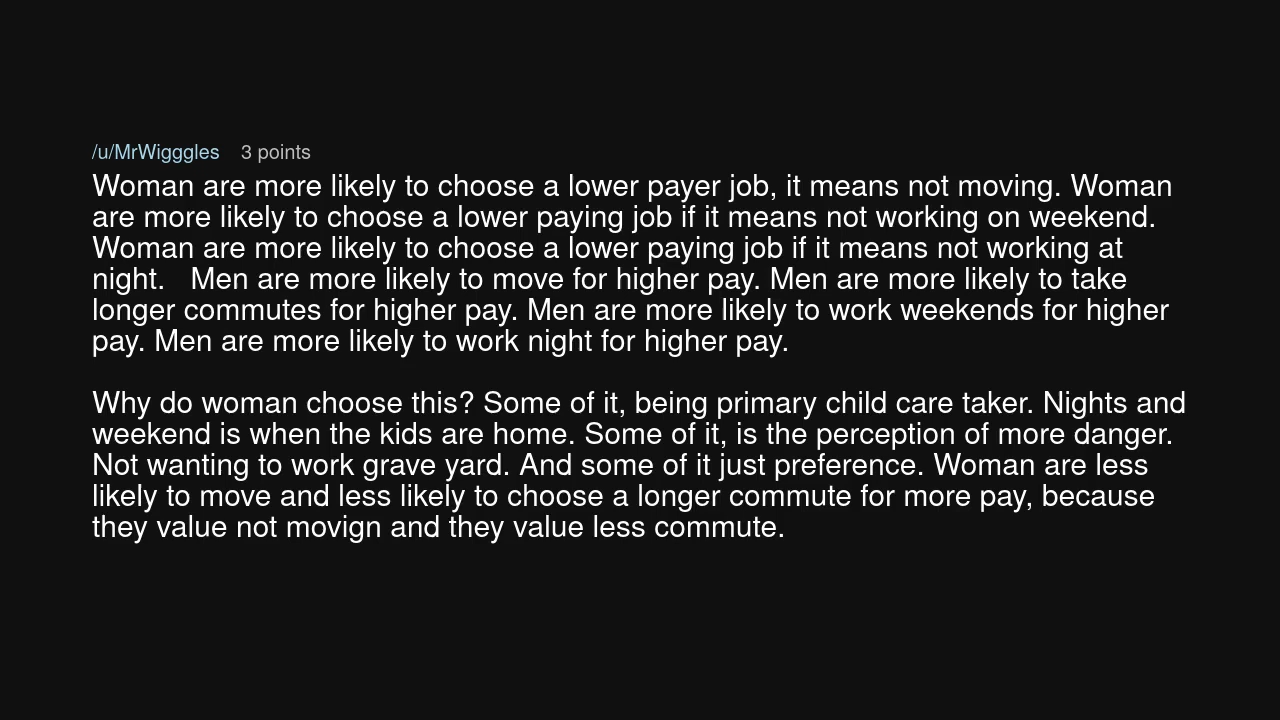 /u/MrWigggles 3 points
Woman are more likely to choose a lower payer job, it means not moving. Woman
are more likely to choose a lower paying job if it means not working on weekend.
Woman are more likely to choose a lower paying job if it means not working at
night.   Men are more likely to move for higher pay. Men are more likely to take
longer commutes for higher pay. Men are more likely to work weekends for higher
pay. Men are more likely to work night for higher pay.

Why do woman choose this? Some of it, being primary child care taker. Nights and
weekend is when the kids are home. Some of it, is the perception of more danger.
Not wanting to work grave yard. And some of it just preference. Woman are less
likely to move and less likely to choose a longer commute for more pay, because
they value not movign and they value less commute.